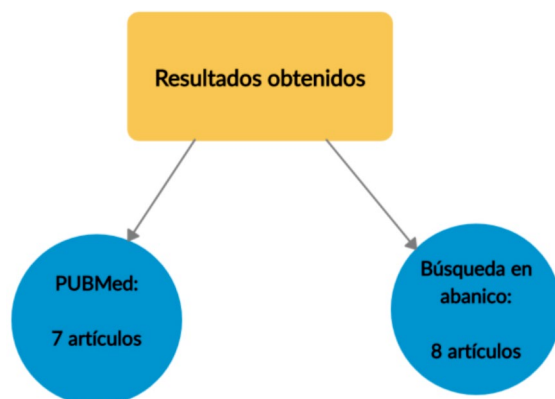 Resultados obtenidos
PUBMed:
7 artículos
Búsqueda en
abanico:
8 artículos